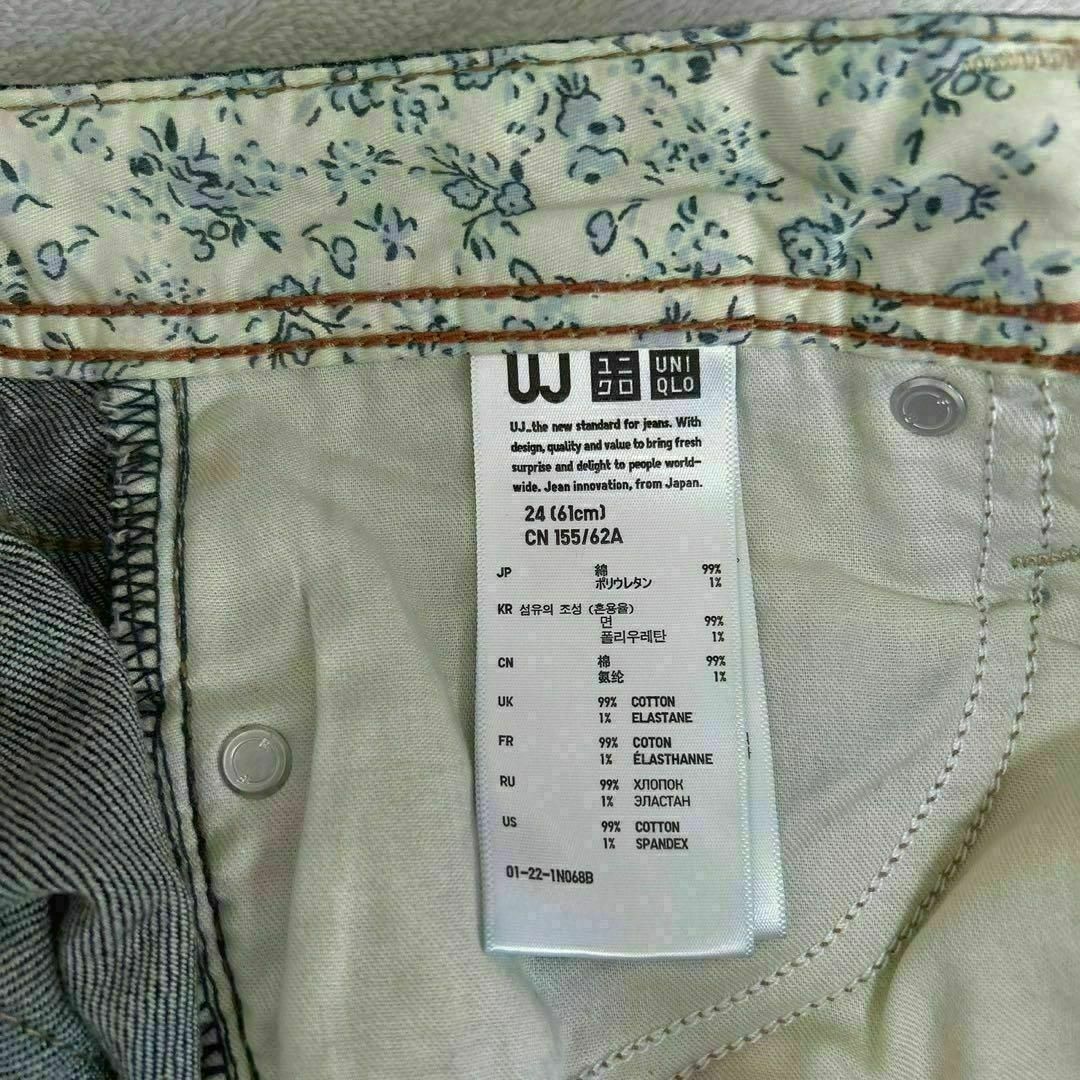 UJ ユニクロ UNIQLO
UJ..the new standard for jeans. With
design, quality and value to bring fresh
surprise and delight to people world-
wide. Jean innovation, from Japan.
24 (61cm)
CN 155/62A
JP 綿 99%
ポリウレタン 1%
KR 섬유의 조성 (혼용율)
면 99%
폴리우레탄 1%
CN 棉 99%
氨纶 1%
UK 99% COTTON
1% ELASTANE
FR 99% COTON
1% ÉLASTHANNE
RU 99% ХЛОПОК
1% ЭЛАСТАН
US 99% COTTON
1% SPANDEX
01-22-1N068B